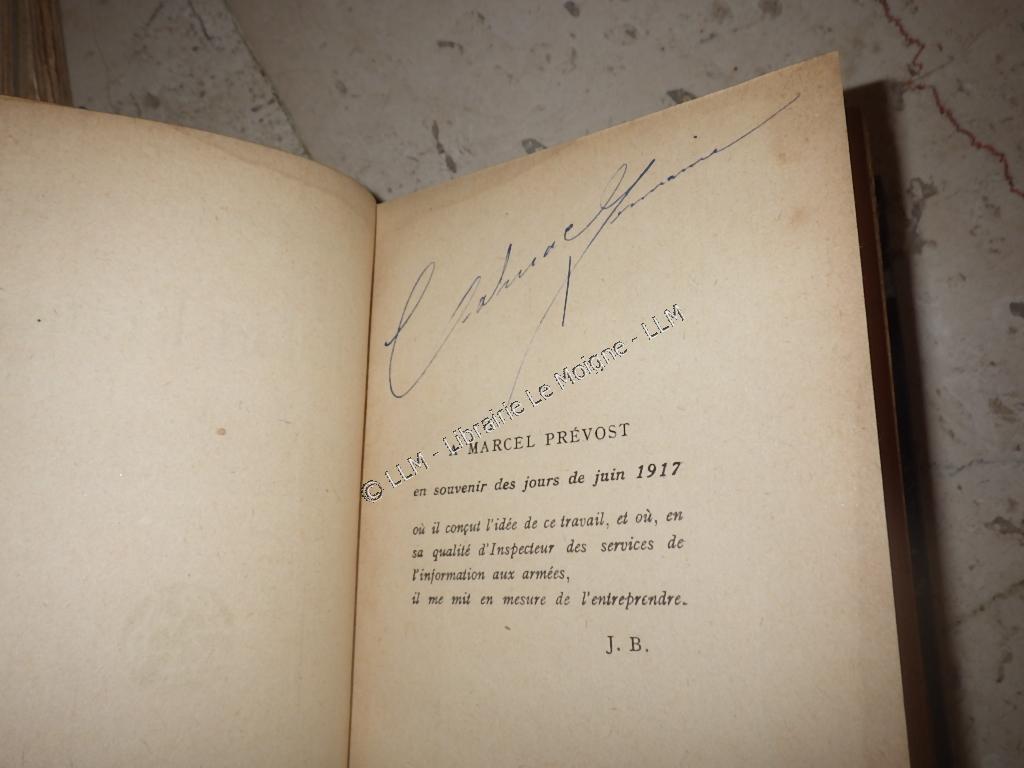 À MARCEL PRÉVOST
en souvenir des jours de juin 1917
où il conçut l'idée de ce travail, et où, en
sa qualité d'Inspecteur des services de
l'information aux armées,
il me mit en mesure de l'entreprendre.
J. B.
© LLM - Librairie Le Moigne - LLM